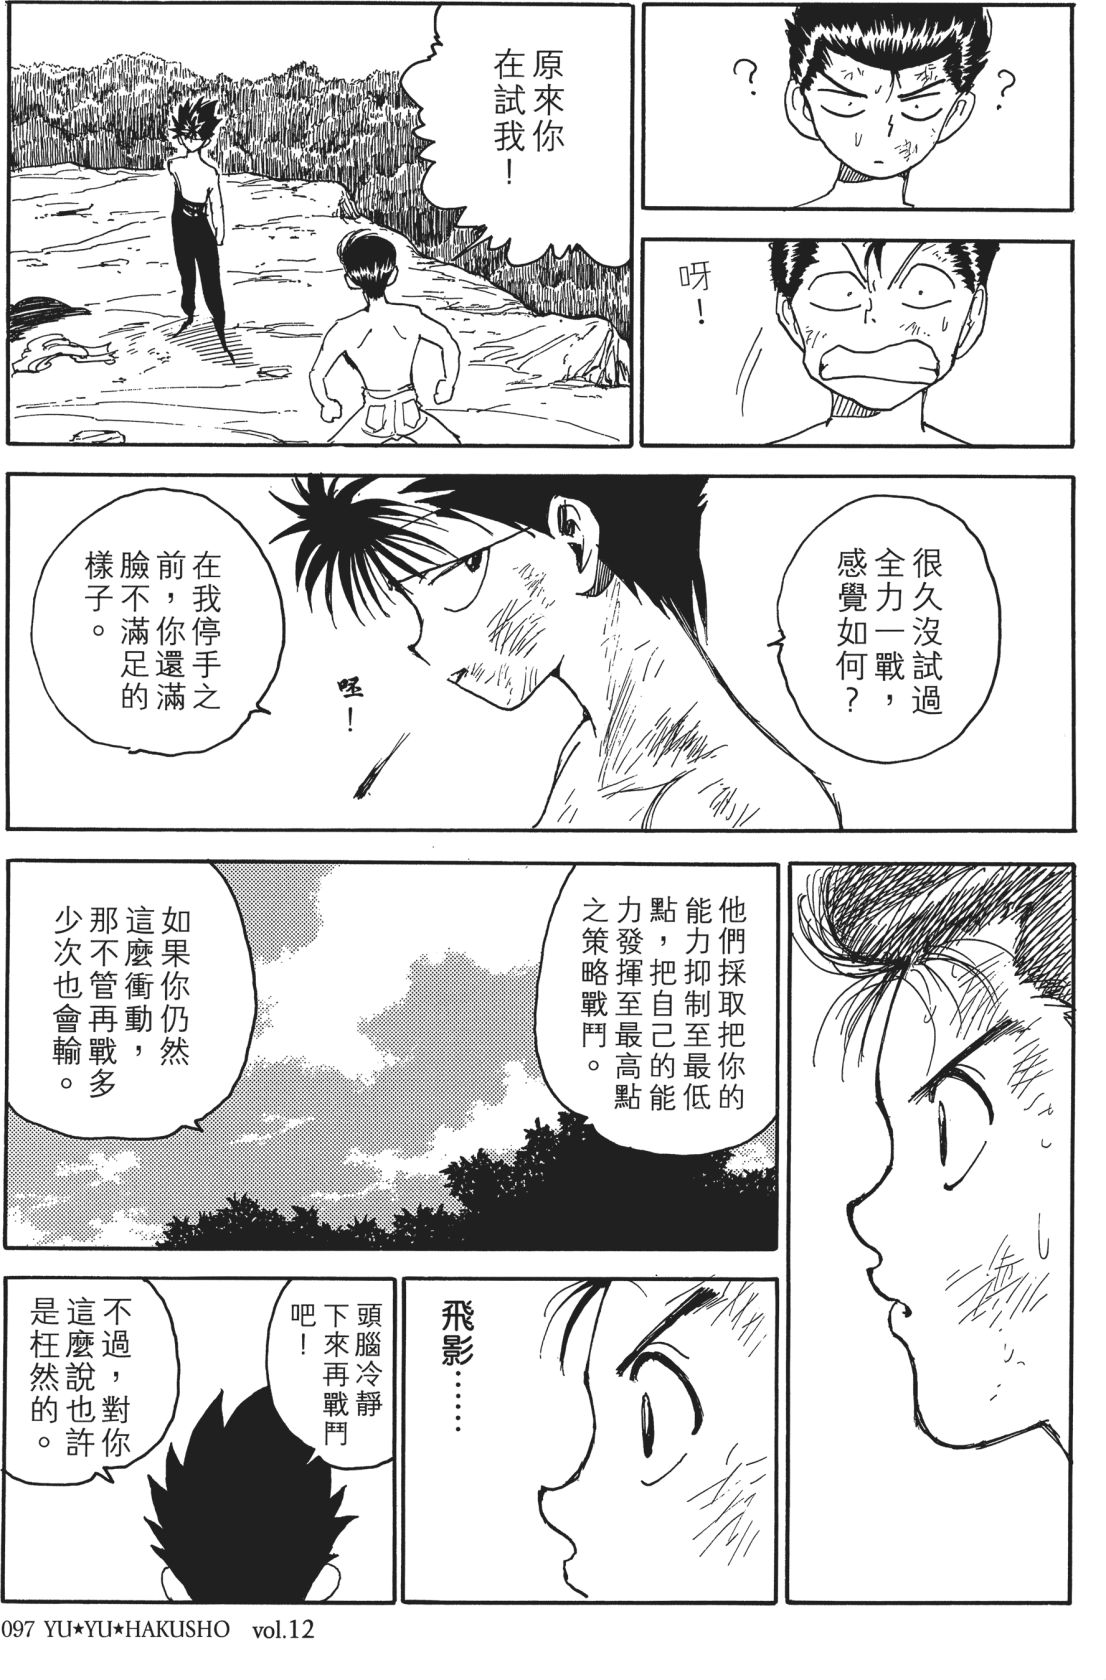 ?
?
呀!
原來你
在試我!
很久沒試過
全力一戰,
感覺如何?
呸!
在我停手之
前,你還滿
臉不滿足的
樣子。
他們採取把你的
能力抑制至最低
點,把自己的能
力發揮至最高點
之策略戰鬥。
如果你仍然
這麼衝動,
那不管再戰多
少次也會輸。
飛影……
頭腦冷靜
下來再戰鬥
吧!
不過,對你
這麼說也許
是枉然的。
097 YU★YU★HAKUSHO vol.12